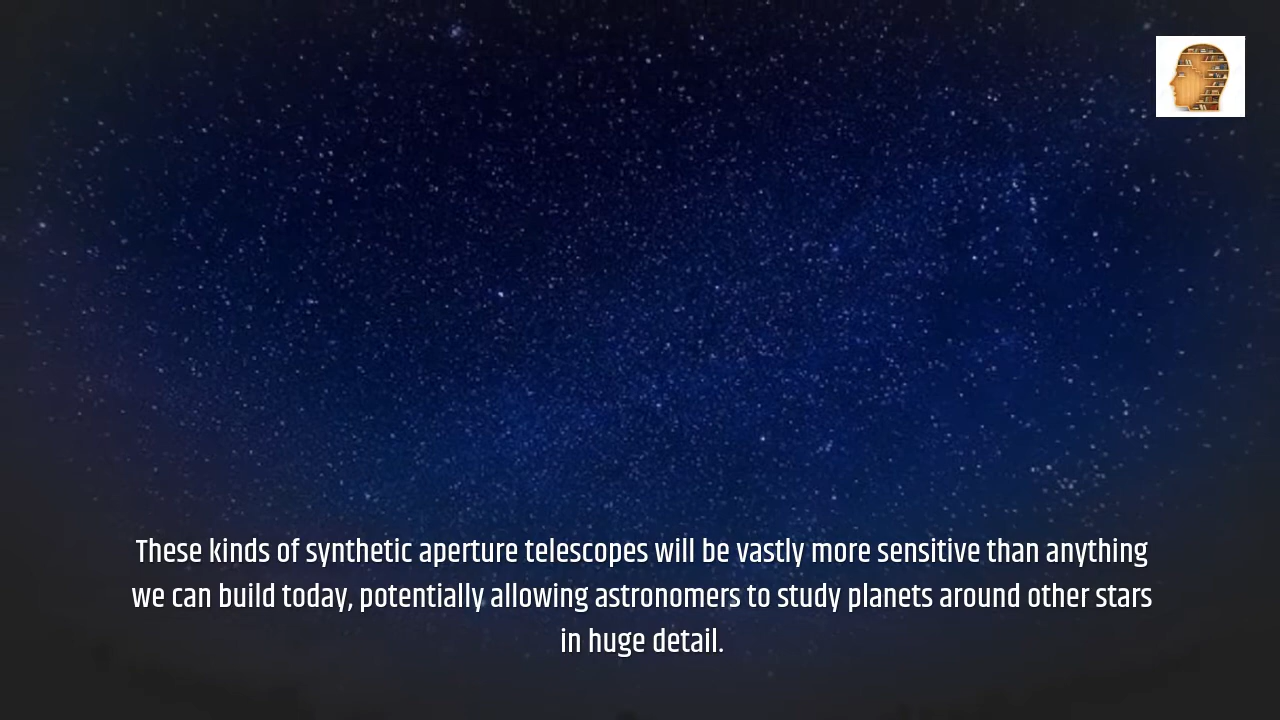 These kinds of synthetic aperture telescopes will be vastly more sensitive than anything
we can build today, potentially allowing astronomers to study planets around other stars
in huge detail.